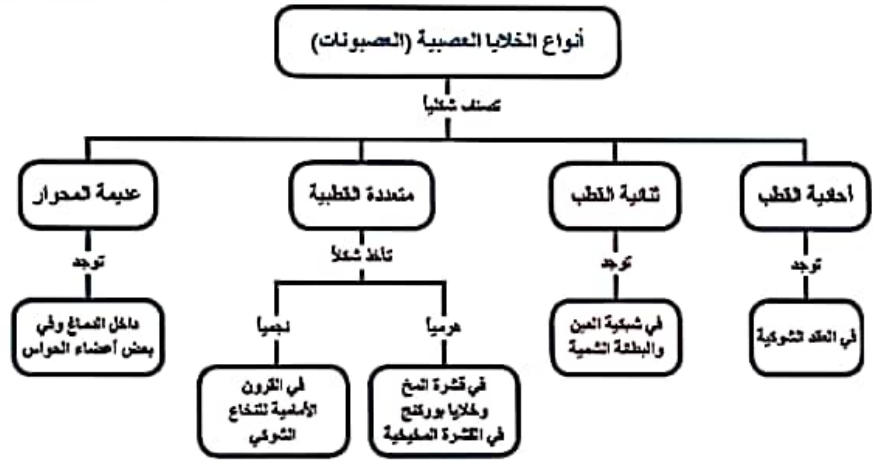 أنواع الخلايا العصبية (العصبونات)
تصنف شكلياً
أحادية القطب
ثنائية القطب
متعددة القطبية
عديمة المحوار
توجد
توجد
تأخذ شكلاً
توجد
في العقد الشوكية
في شبكية العين
والبطانة الشمية
هرمياً
نجمياً
داخل الدماغ وفي
بعض أعضاء الحواس
في قشرة المخ
وخلايا بوركنج
في القشرة المخيخية
في القرون
الأمامية للنخاع
الشوكي